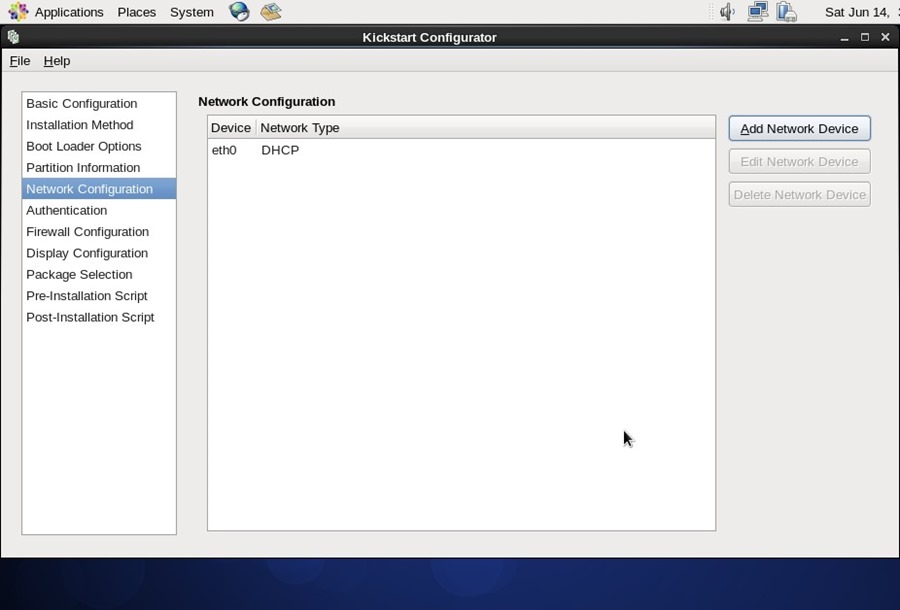 Applications Places System Sat Jun 14,
Kickstart Configurator
File Help
Basic Configuration
Installation Method
Boot Loader Options
Partition Information
Network Configuration
Authentication
Firewall Configuration
Display Configuration
Package Selection
Pre-Installation Script
Post-Installation Script
Network Configuration
Device Network Type
eth0 DHCP
Add Network Device
Edit Network Device
Delete Network Device